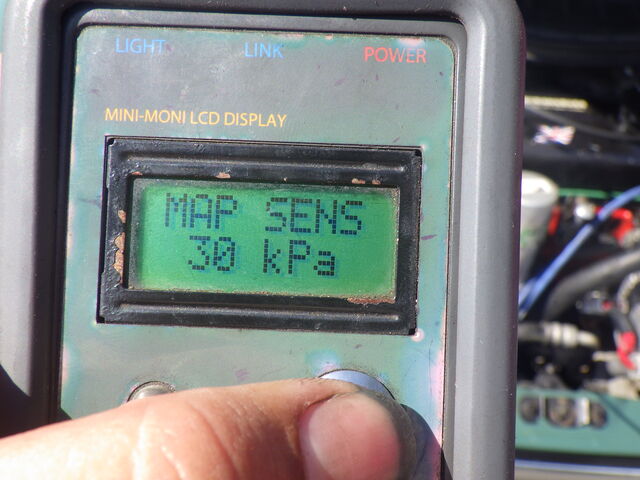 LIGHT LINK POWER
MINI-MONI LCD DISPLAY
MAP SENS
30 kPa